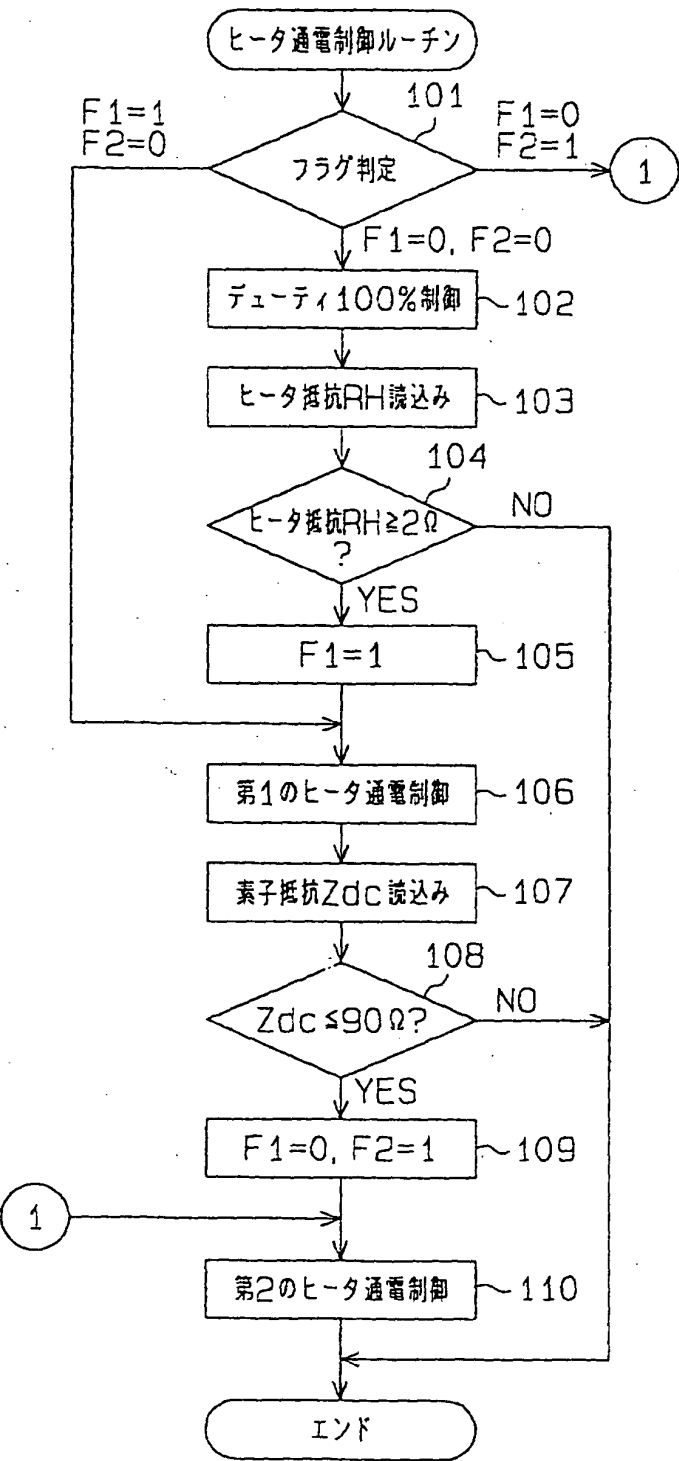 ヒータ通電制御ルーチン
101
F1=1
F2=0
F1=0
F2=1
フラグ判定
1
F1=0, F2=0
デューティ100%制御
102
ヒータ抵抗RH読込み
103
104
ヒータ抵抗RH≧2Ω
?
NO
YES
F1=1
105
第1のヒータ通電制御
106
素子抵抗Zdc読込み
107
108
Zdc≦90Ω?
NO
YES
F1=0, F2=1
109
1
第2のヒータ通電制御
110
エンド